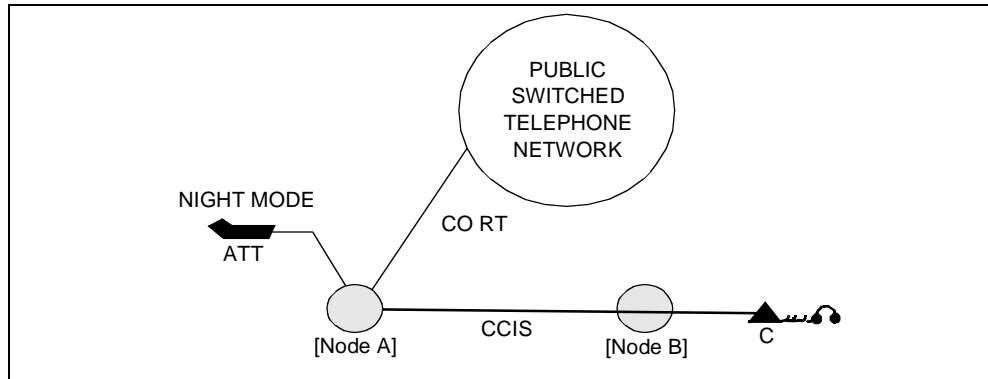 PUBLIC
SWITCHED
TELEPHONE
NETWORK
NIGHT MODE
ATT
CO RT
CCIS
[Node A]
[Node B]
C